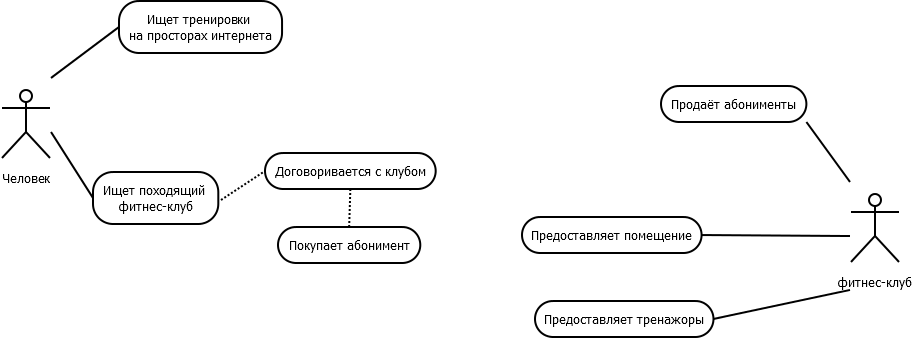 Ищет тренировки
на просторах интернета
Человек
Ищет походящий
фитнес-клуб
Договоривается с клубом
Покупает абонимент
Продаёт абонименты
Предоставляет помещение
фитнес-клуб
Предоставляет тренажоры